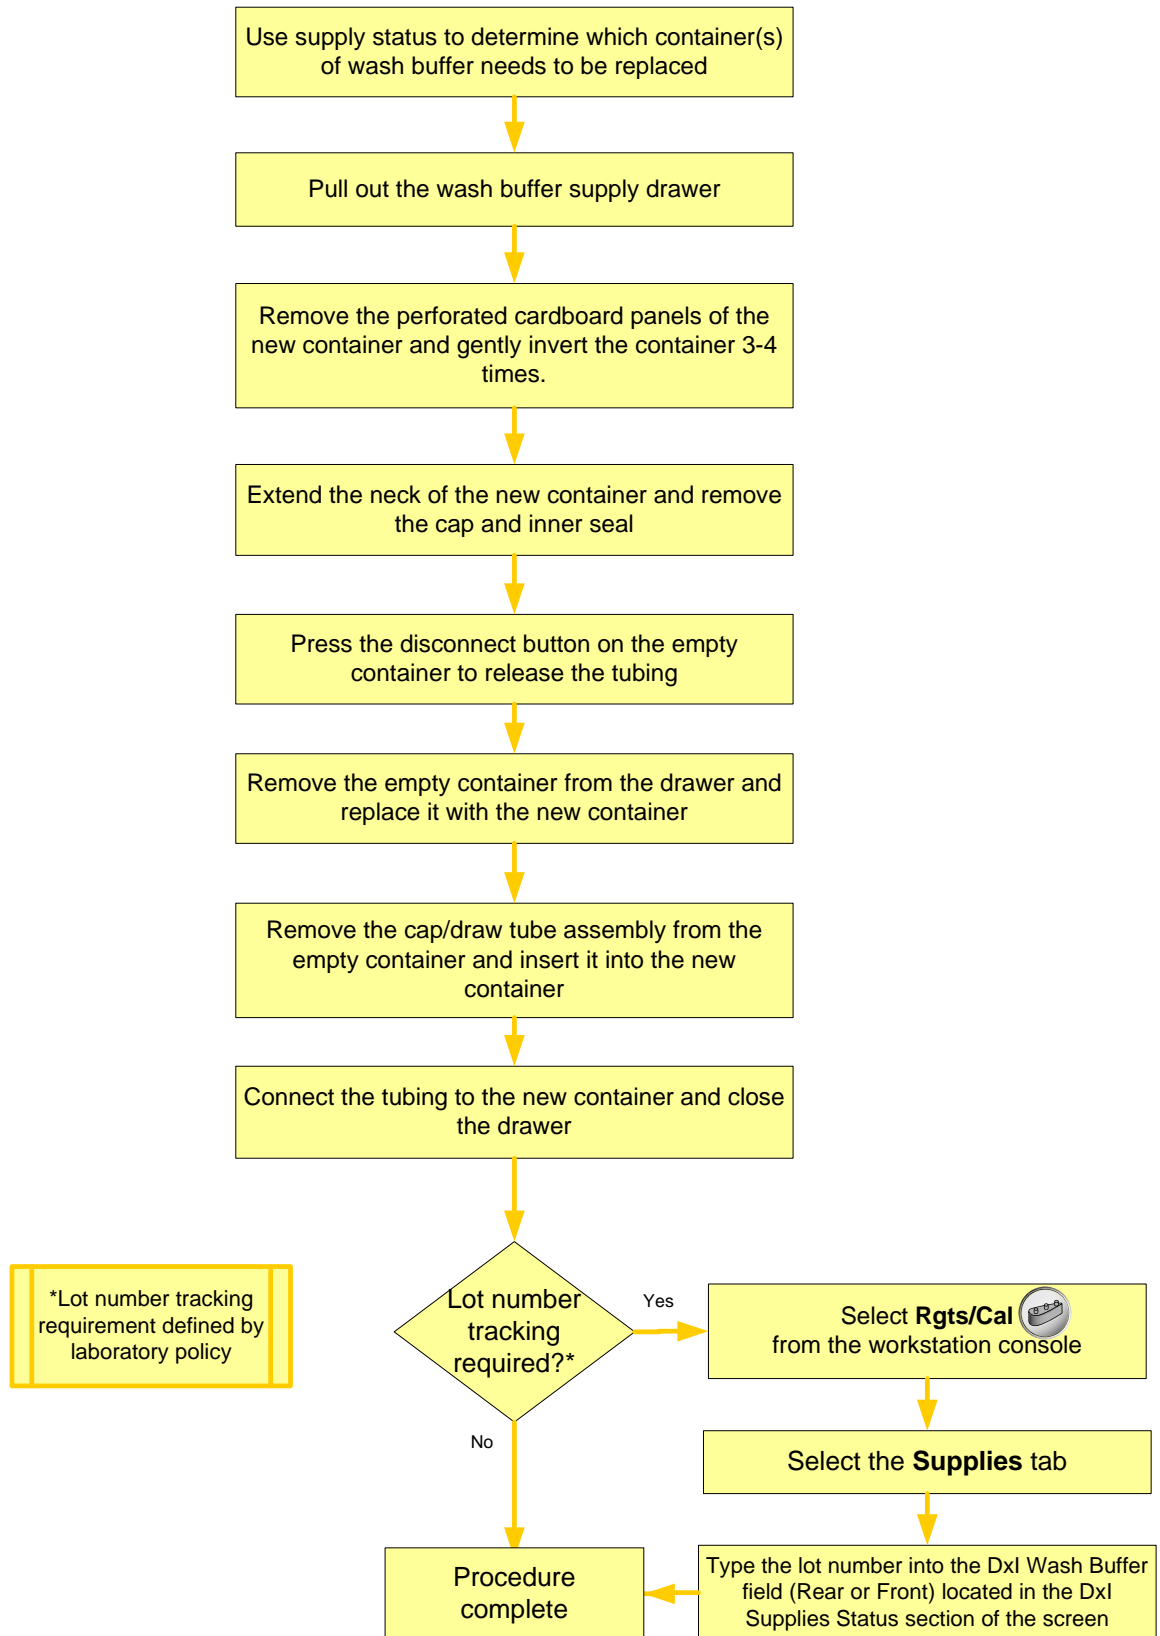 Use supply status to determine which container(s)
of wash buffer needs to be replaced
Pull out the wash buffer supply drawer
Remove the perforated cardboard panels of the
new container and gently invert the container 3-4
times.
Extend the neck of the new container and remove
the cap and inner seal
Press the disconnect button on the empty
container to release the tubing
Remove the empty container from the drawer and
replace it with the new container
Remove the cap/draw tube assembly from the
empty container and insert it into the new
container
Connect the tubing to the new container and close
the drawer
*Lot number tracking
requirement defined by
laboratory policy
Lot number
tracking
required?*
Yes
Select Rgts/Cal
from the workstation console
No
Select the Supplies tab
Type the lot number into the DxI Wash Buffer
field (Rear or Front) located in the DxI
Supplies Status section of the screen
Procedure
complete